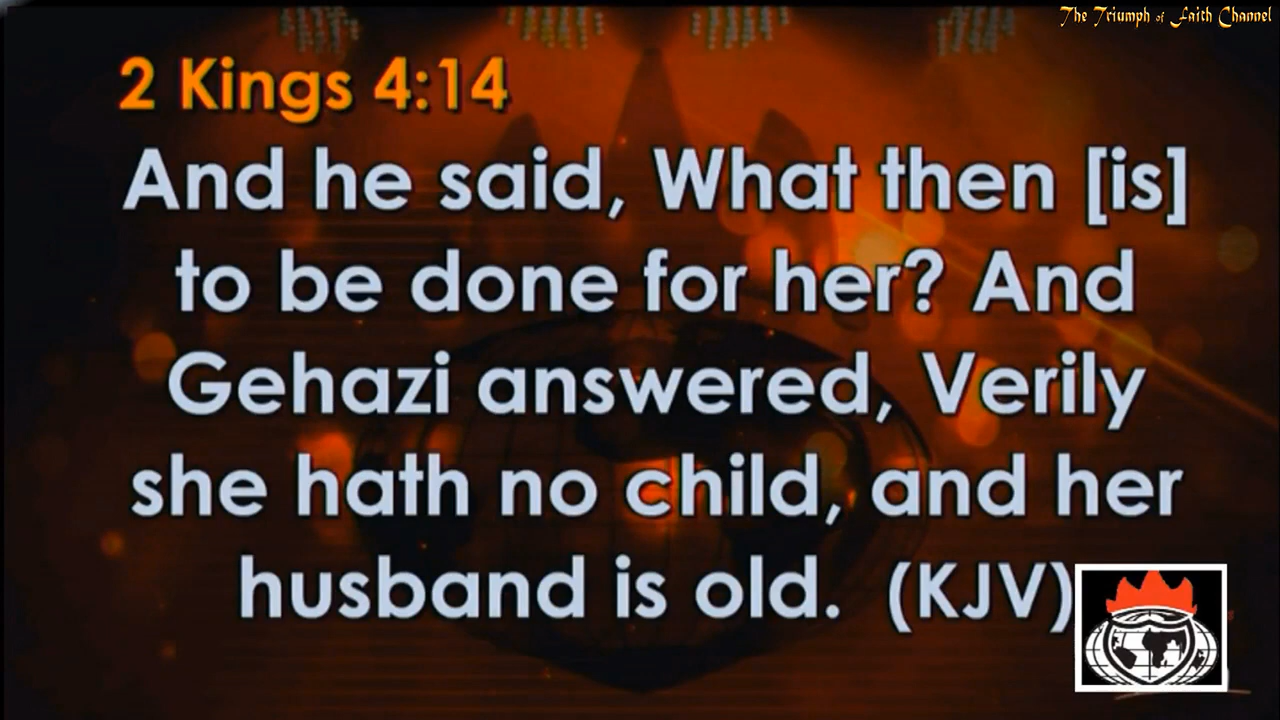 The Triumph of Faith Channel
2 Kings 4:14
And he said, What then [is]
to be done for her? And
Gehazi answered, Verily
she hath no child, and her
husband is old. (KJV)